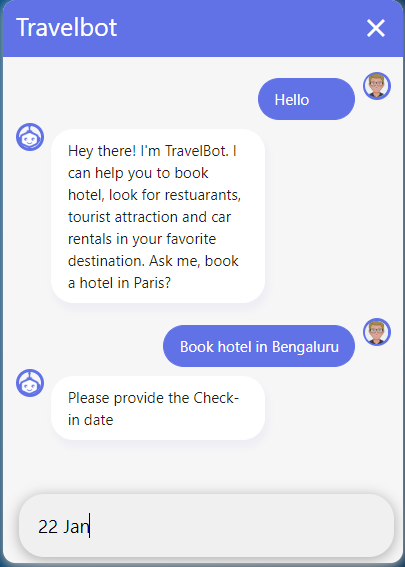 Travelbot
Hello
Hey there! I'm TravelBot. I
can help you to book
hotel, look for restuarants,
tourist attraction and car
rentals in your favorite
destination. Ask me, book
a hotel in Paris?
Book hotel in Bengaluru
Please provide the Check-
in date
22 Jan